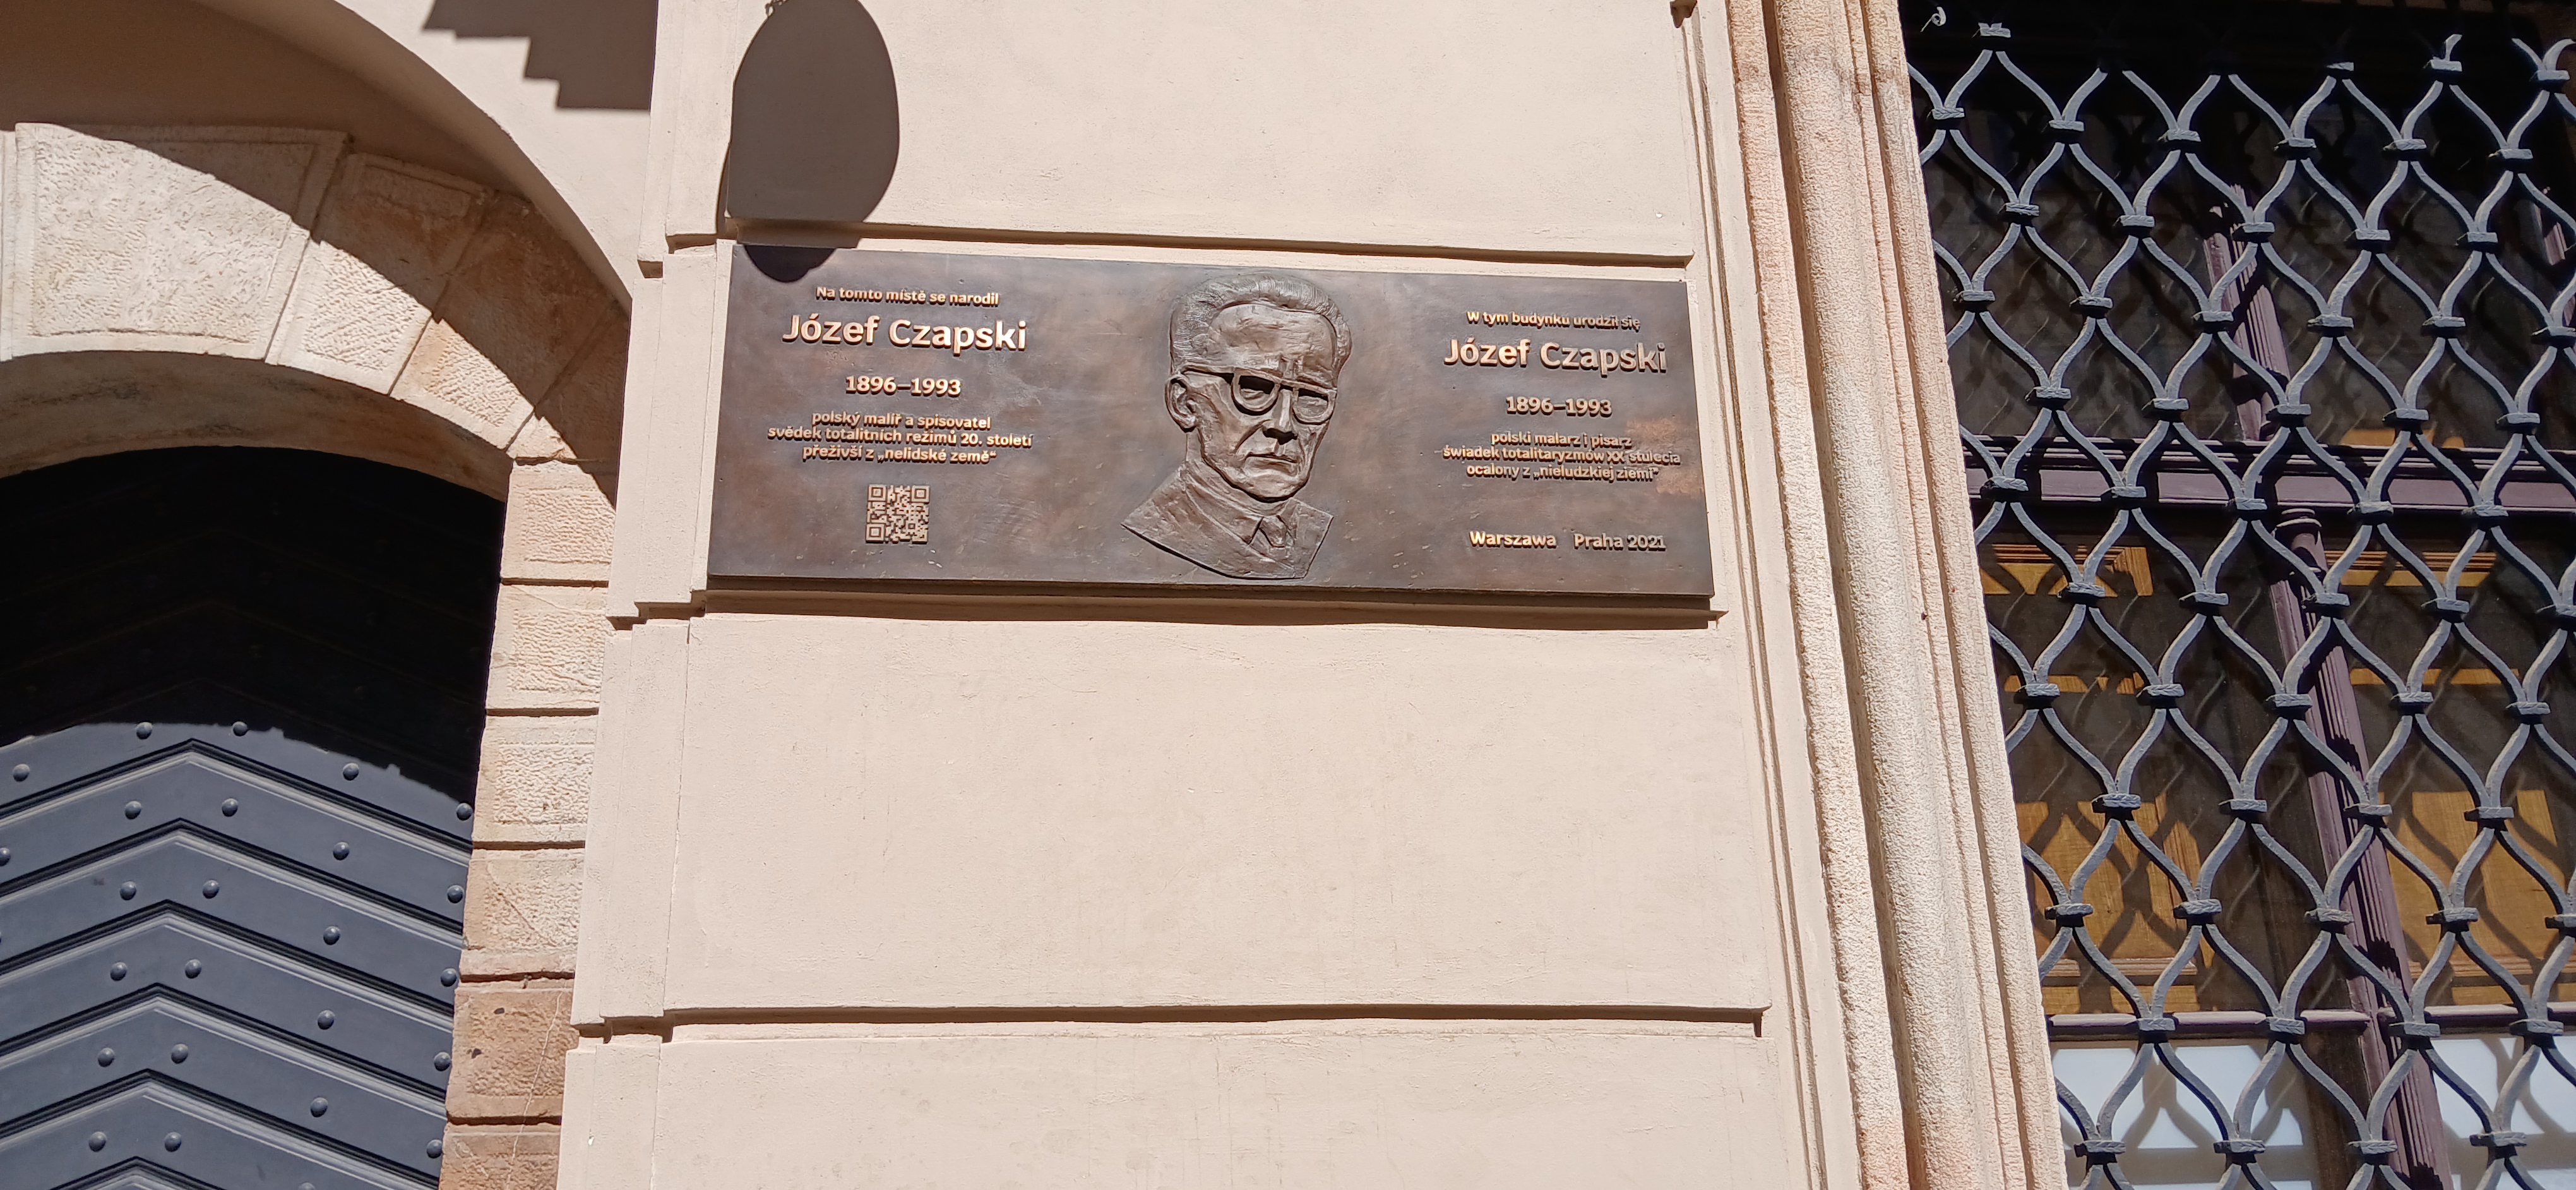 Na tomto místě se narodil
Józef Czapski
1896–1993
polský malíř a spisovatel
svědek totalitních režimů 20. století
přeživší z „nelidské země“
W tym budynku urodził się
Józef Czapski
1896–1993
polski malarz i pisarz
świadek totalitaryzmów XX stulecia
ocalony z „nieludzkiej ziemi”
Warszawa Praha 2021